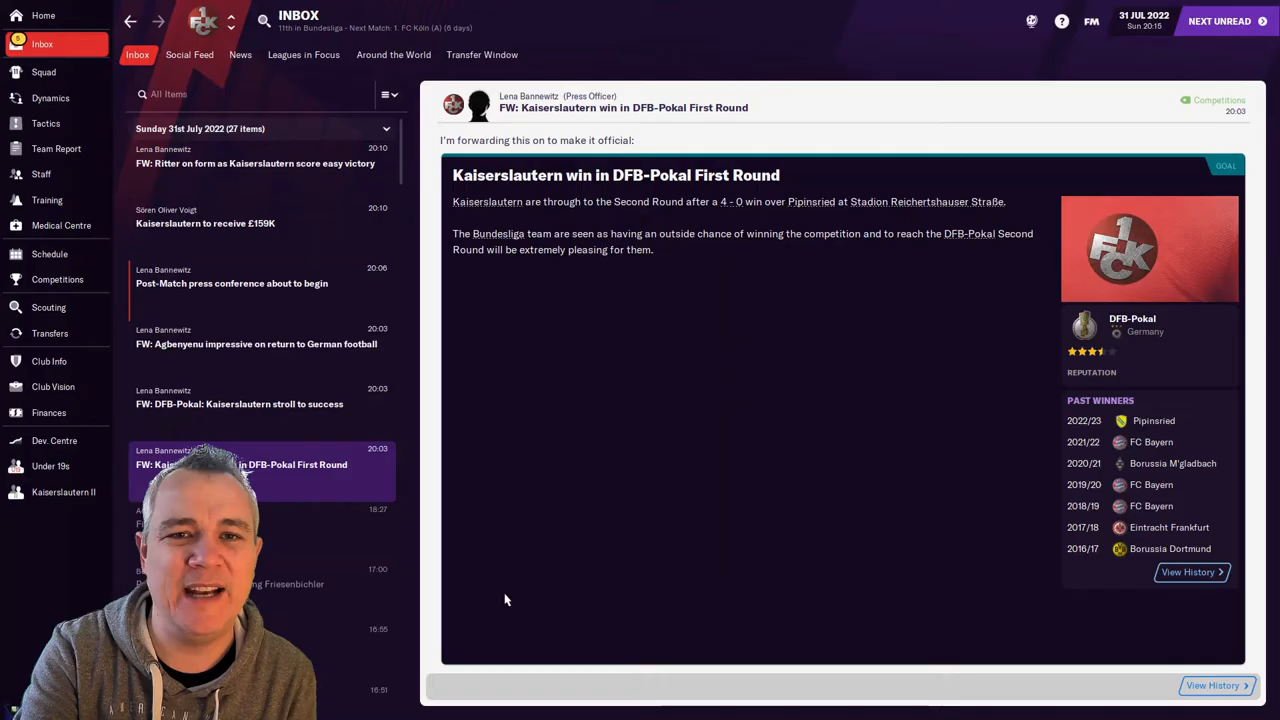 Home
Inbox
5
Squad
Dynamics
Tactics
Team Report
Staff
Training
Medical Centre
Schedule
Competitions
Scouting
Transfers
Club Info
Club Vision
Finances
Dev. Centre
Under 19s
Kaiserslautern II
INBOX
11th in Bundesliga - Next Match: 1. FC Köln (A) (6 days)
FM
31 JUL 2022
Sun 20:15
NEXT UNREAD
Inbox
Social Feed
News
Leagues in Focus
Around the World
Transfer Window
All Items
Sunday 31st July 2022 (27 items)
Lena Bannewitz
20:10
FW: Ritter on form as Kaiserslautern score easy victory
Sören Oliver Voigt
20:10
Kaiserslautern to receive £159K
Lena Bannewitz
20:06
Post-Match press conference about to begin
Lena Bannewitz
20:03
FW: Agbenyenu impressive on return to German football
Lena Bannewitz
20:03
FW: DFB-Pokal: Kaiserslautern stroll to success
Lena Bannewitz
20:03
FW: Kai
in DFB-Pokal First Round
18:27
17:00
ng Friesenbichler
16:55
16:51
Lena Bannewitz (Press Officer)
FW: Kaiserslautern win in DFB-Pokal First Round
Competitions
20:03
I'm forwarding this on to make it official:
GOAL
Kaiserslautern win in DFB-Pokal First Round
Kaiserslautern are through to the Second Round after a 4 - 0 win over Pipinsried at Stadion Reichertshauser Straße.
The Bundesliga team are seen as having an outside chance of winning the competition and to reach the DFB-Pokal Second
Round will be extremely pleasing for them.
1
FCK
DFB-Pokal
Germany
REPUTATION
PAST WINNERS
2022/23 Pipinsried
2021/22 FC Bayern
2020/21 Borussia M'gladbach
2019/20 FC Bayern
2018/19 FC Bayern
2017/18 Eintracht Frankfurt
2016/17 Borussia Dortmund
View History
View History